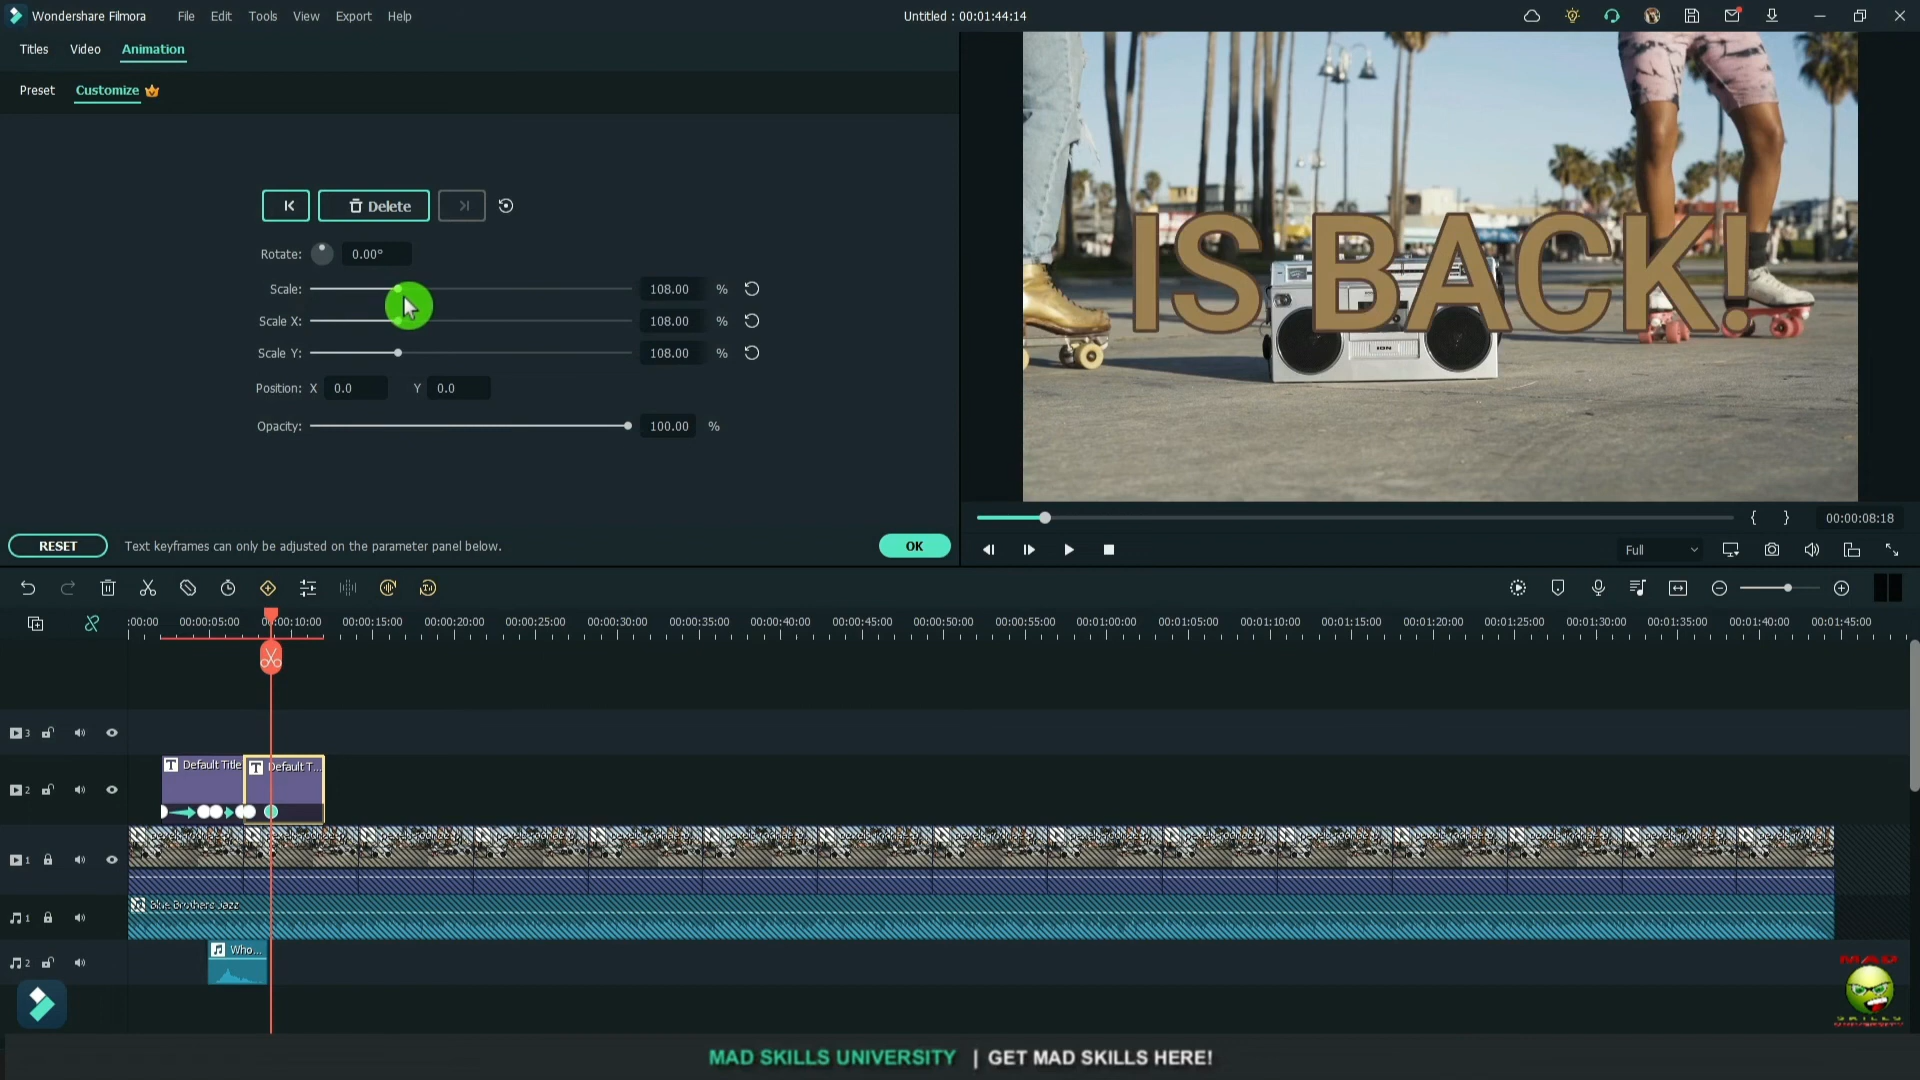 Wondershare Filmora File Edit Tools View Export Help Untitled : 00:01:44:14
Titles Video Animation
Preset Customize
Delete
Rotate: 0.00°
Scale: 108.00 %
Scale X: 108.00 %
Scale Y: 108.00 %
Position: X 0.0 Y 0.0
Opacity: 100.00 %
IS BACK!
ION
RESET Text keyframes can only be adjusted on the parameter panel below. OK
{ } 00:00:08:18
Full
:00:00 00:00:05:00 00:00:10:00 00:00:15:00 00:00:20:00 00:00:25:00 00:00:30:00 00:00:35:00 00:00:40:00 00:00:45:00 00:00:50:00 00:00:55:00 00:01:00:00 00:01:05:00 00:01:10:00 00:01:15:00 00:01:20:00 00:01:25:00 00:01:30:00 00:01:35:00 00:01:40:00 00:01:45:00
3
2 T Default Title T Default T...
1
1 Blue Brothers Jazz
2 Who...
MAD
SKILLS
MAD SKILLS UNIVERSITY | GET MAD SKILLS HERE!